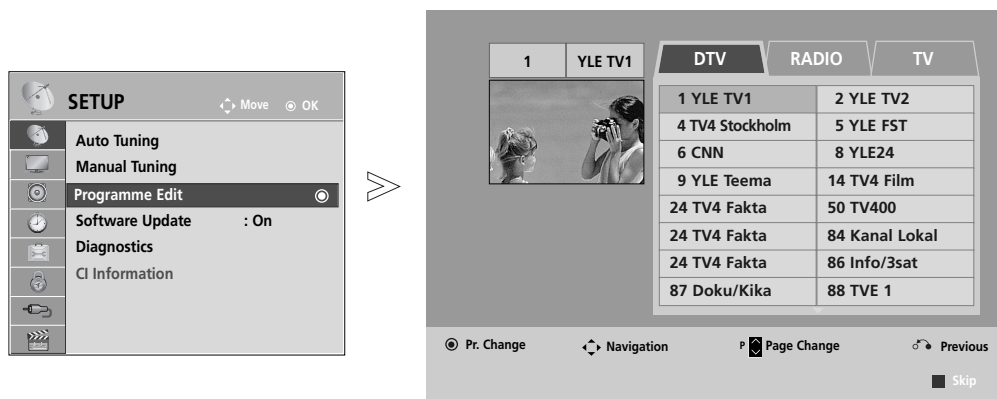 SETUP Move OK
Auto Tuning
Manual Tuning
Programme Edit
Software Update : On
Diagnostics
CI Information
1 YLE TV1
DTV RADIO TV
1 YLE TV1 2 YLE TV2
4 TV4 Stockholm 5 YLE FST
6 CNN 8 YLE24
9 YLE Teema 14 TV4 Film
24 TV4 Fakta 50 TV400
24 TV4 Fakta 84 Kanal Lokal
24 TV4 Fakta 86 Info/3sat
87 Doku/Kika 88 TVE 1
Pr. Change Navigation P Page Change Previous
Skip